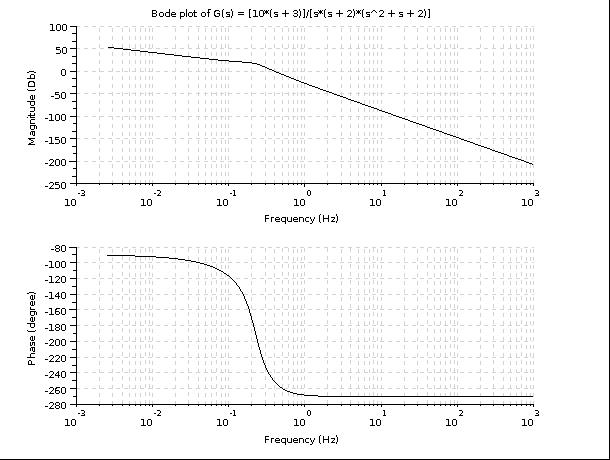 Bode plot of G(s) = [10*(s + 3)]/[s*(s + 2)*(s^2 + s + 2)]
100
50
0
-50
-100
-150
-200
-250
Magnitude (Db)
10^-3 10^-2 10^-1 10^0 10^1 10^2 10^3
Frequency (Hz)
-80
-100
-120
-140
-160
-180
-200
-220
-240
-260
-280
Phase (degree)
10^-3 10^-2 10^-1 10^0 10^1 10^2 10^3
Frequency (Hz)